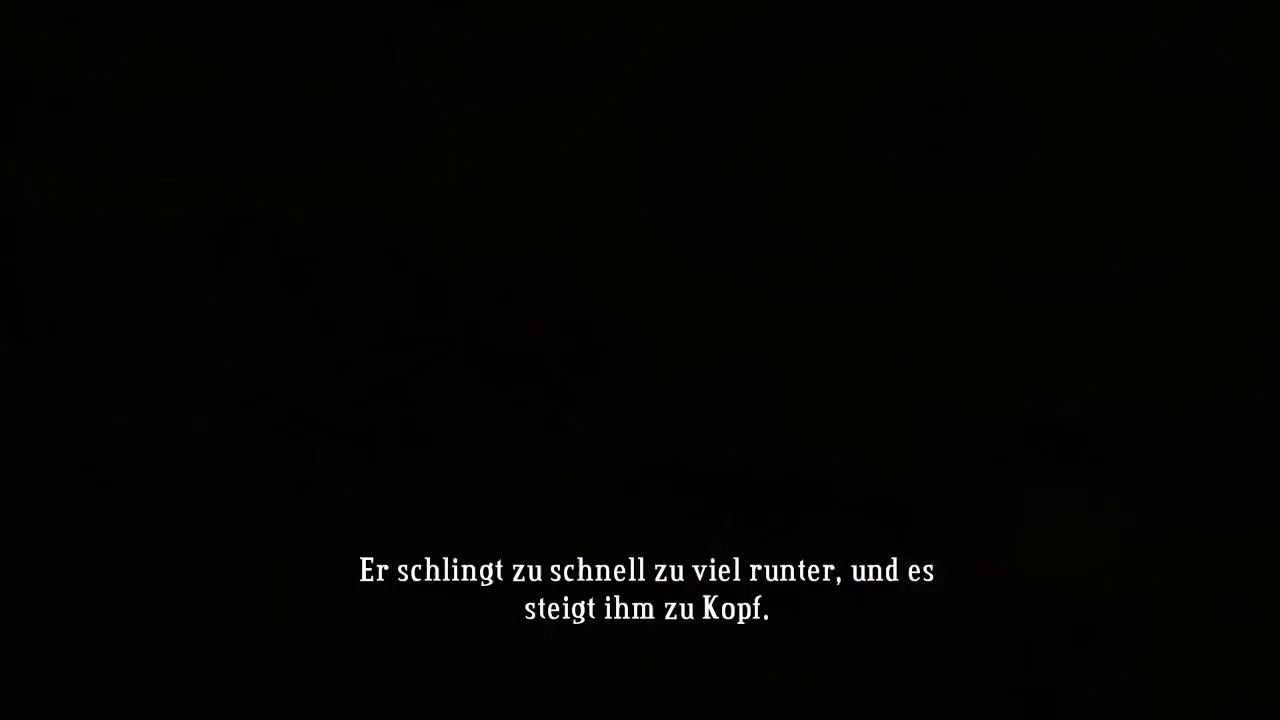 Er schlingt zu schnell zu viel runter, und es
steigt ihm zu Kopf.